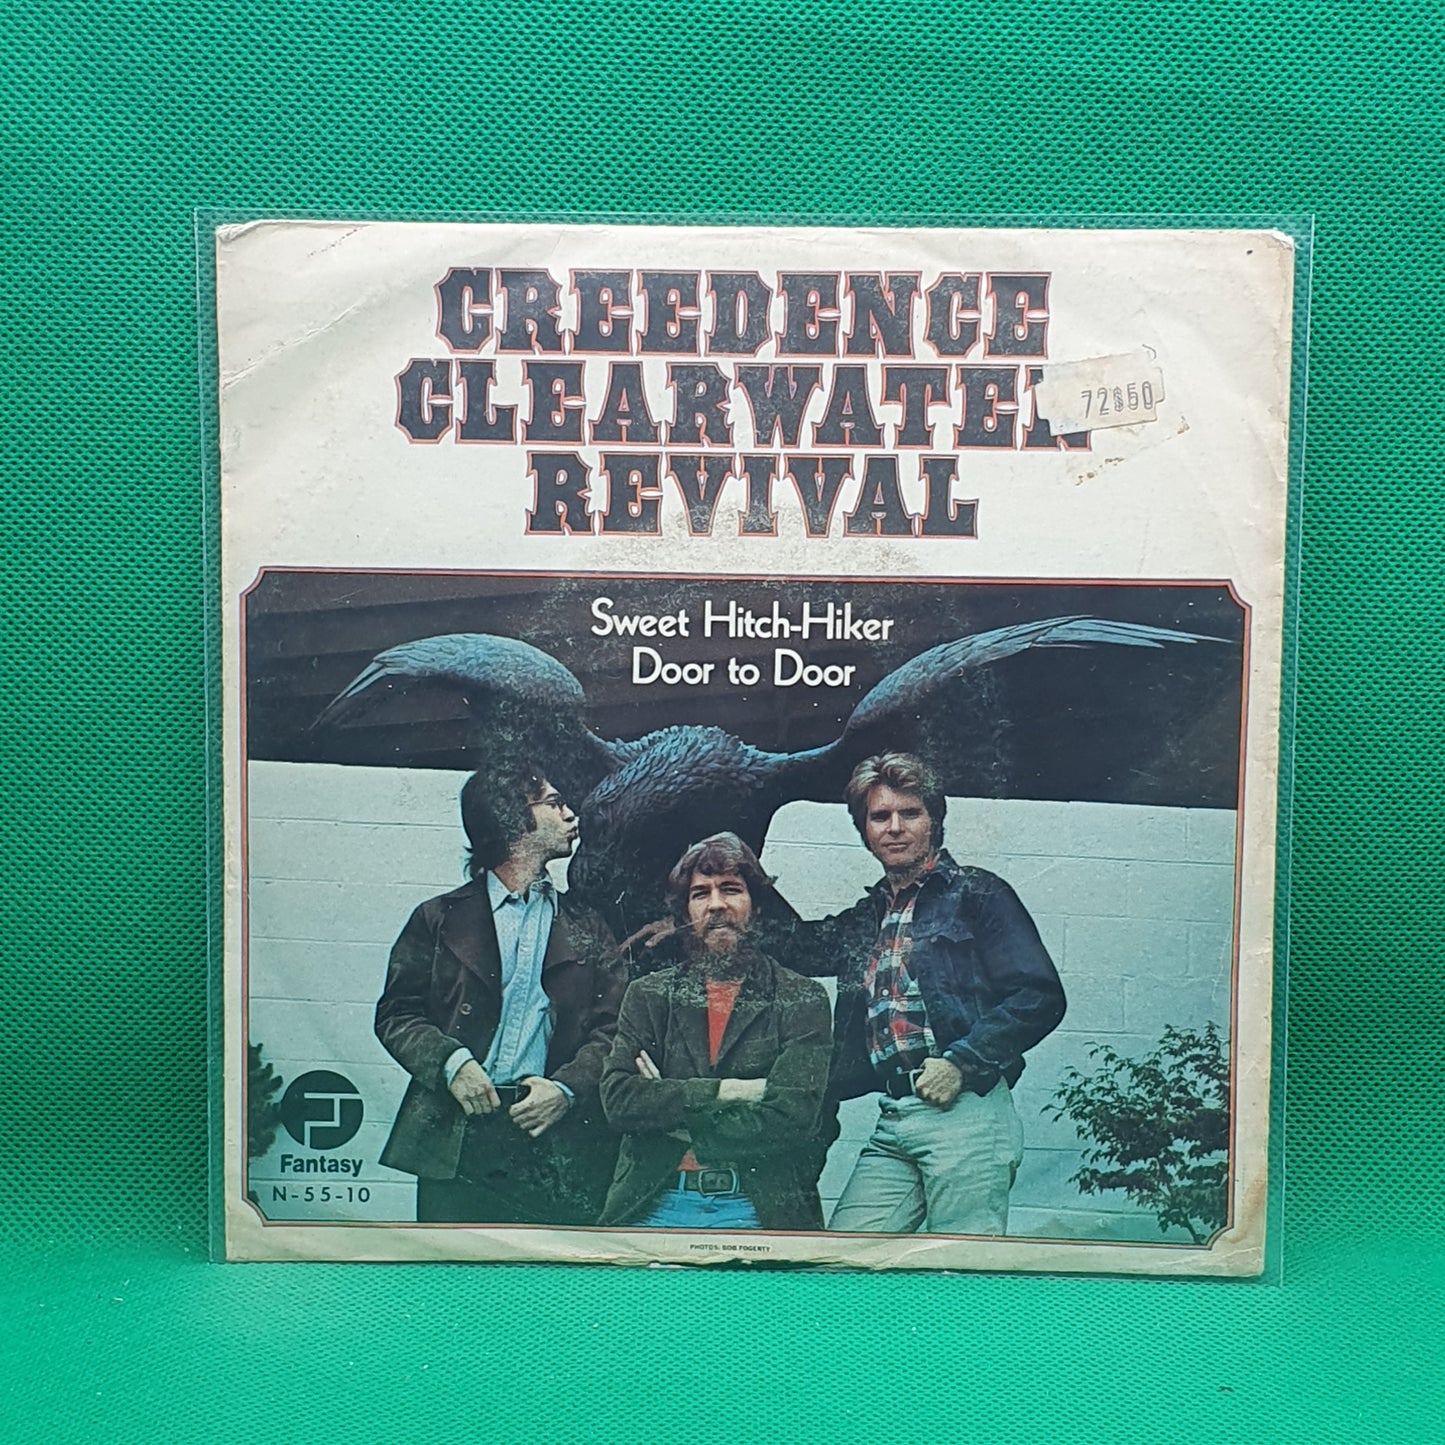 CREEDENCE
CLEARWATER
REVIVAL
72$50
Sweet Hitch-Hiker
Door to Door
Fantasy
N-55-10
PHOTOS: BOB FOGERTY